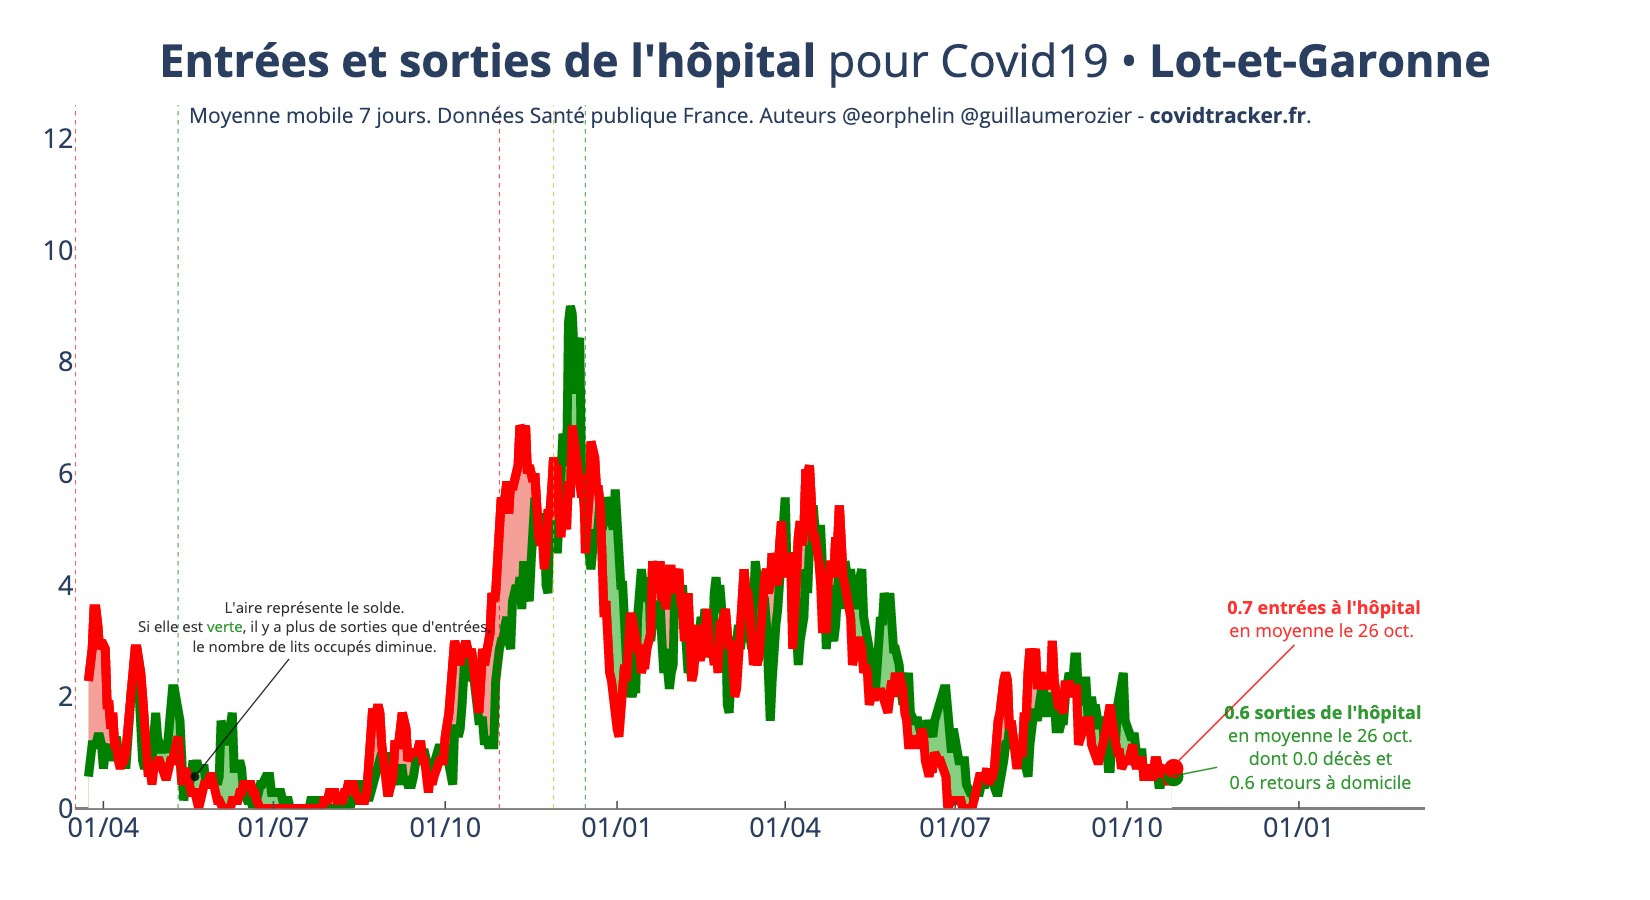 Entrées et sorties de l'hôpital pour Covid19 • Lot-et-Garonne
Moyenne mobile 7 jours. Données Santé publique France. Auteurs @eorphelin @guillaumerozier - covidtracker.fr.
12
10
8
6
4
2
0
L'aire représente le solde.
Si elle est verte, il y a plus de sorties que d'entrées,
le nombre de lits occupés diminue.
0.7 entrées à l'hôpital
en moyenne le 26 oct.
0.6 sorties de l'hôpital
en moyenne le 26 oct.
dont 0.0 décès et
0.6 retours à domicile
01/04 01/07 01/10 01/01 01/04 01/07 01/10 01/01